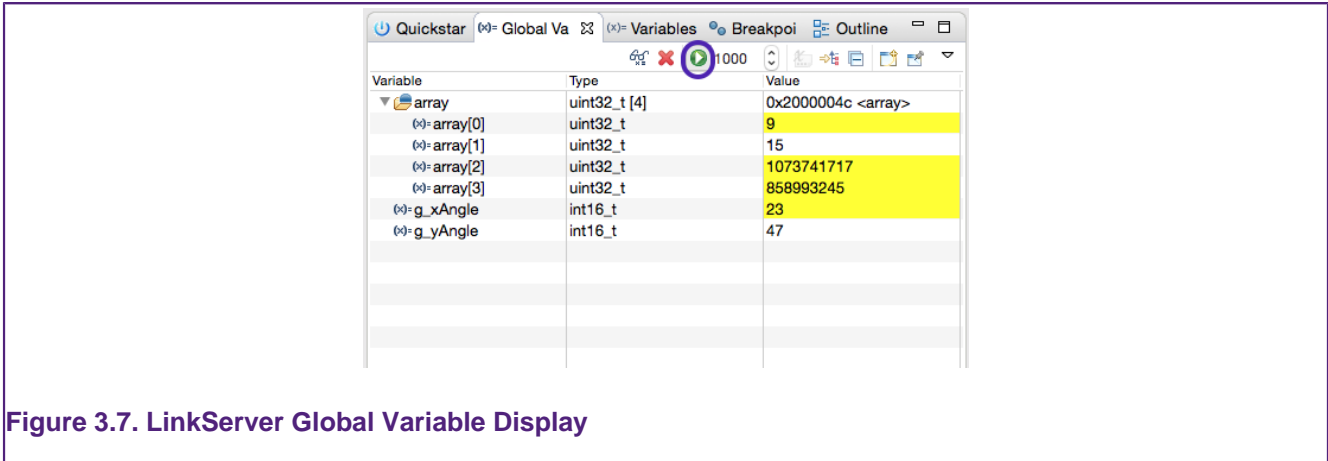 Quickstar (x)= Global Va (x)= Variables Breakpoi Outline
1000
Variable Type Value
array uint32_t [4] 0x2000004c <array>
(x)= array[0] uint32_t 9
(x)= array[1] uint32_t 15
(x)= array[2] uint32_t 1073741717
(x)= array[3] uint32_t 858993245
(x)= g_xAngle int16_t 23
(x)= g_yAngle int16_t 47
Figure 3.7. LinkServer Global Variable Display